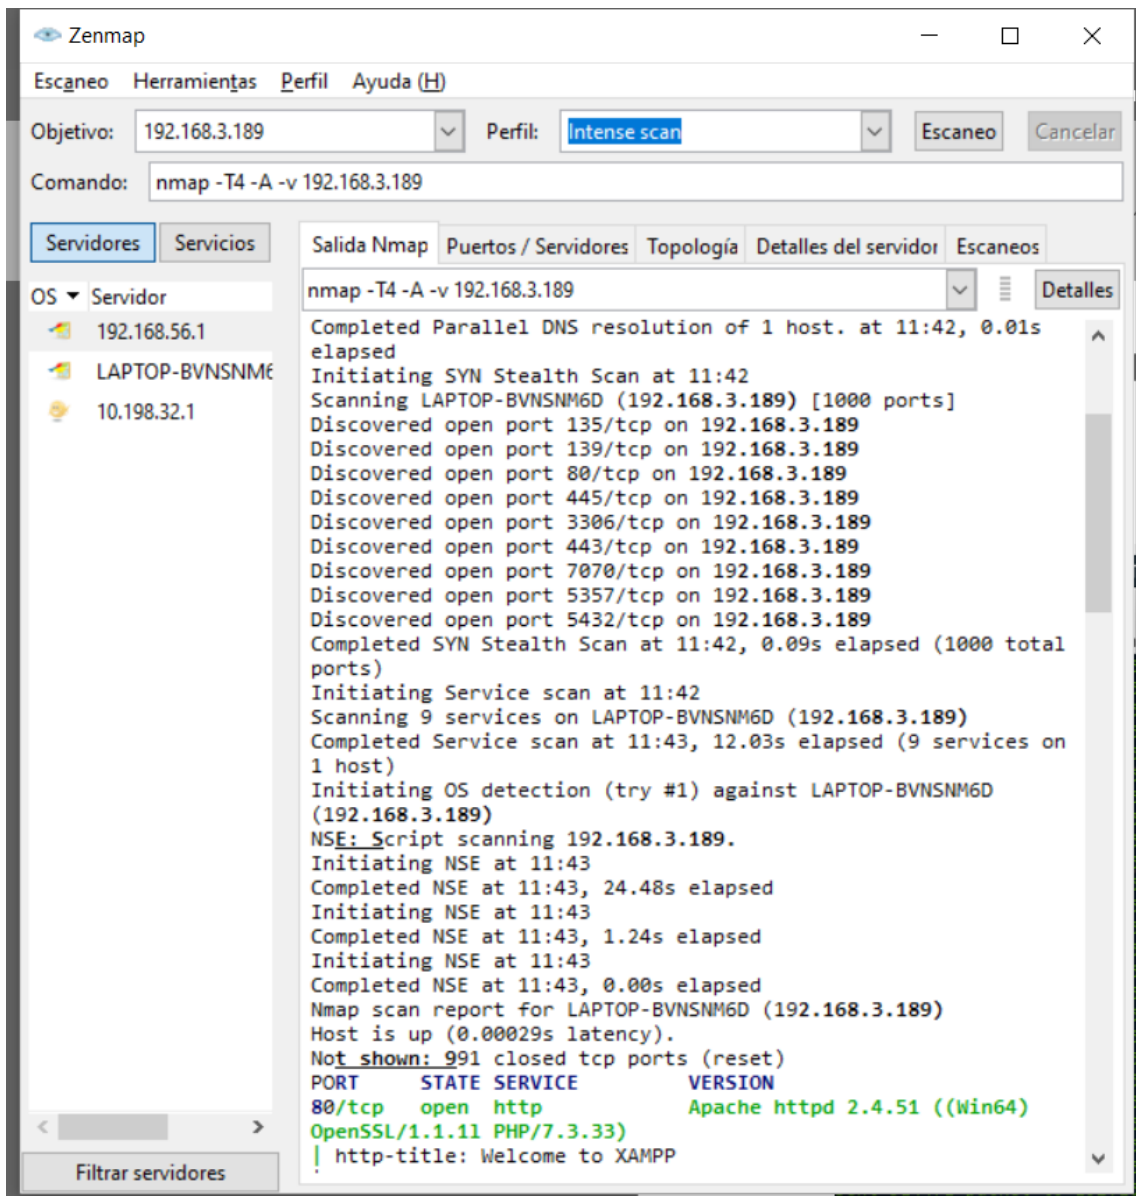 Zenmap
Escaneo Herramientas Perfil Ayuda (H)
Objetivo: 192.168.3.189 Perfil: Intense scan Escaneo Cancelar
Comando: nmap -T4 -A -v 192.168.3.189
Servidores Servicios
Salida Nmap Puertos / Servidores Topología Detalles del servidor Escaneos
OS Servidor
192.168.56.1
LAPTOP-BVNSNM6
10.198.32.1
Filtrar servidores
nmap -T4 -A -v 192.168.3.189 Detalles
Completed Parallel DNS resolution of 1 host. at 11:42, 0.01s
elapsed
Initiating SYN Stealth Scan at 11:42
Scanning LAPTOP-BVNSNM6D (192.168.3.189) [1000 ports]
Discovered open port 135/tcp on 192.168.3.189
Discovered open port 139/tcp on 192.168.3.189
Discovered open port 80/tcp on 192.168.3.189
Discovered open port 445/tcp on 192.168.3.189
Discovered open port 3306/tcp on 192.168.3.189
Discovered open port 443/tcp on 192.168.3.189
Discovered open port 7070/tcp on 192.168.3.189
Discovered open port 5357/tcp on 192.168.3.189
Discovered open port 5432/tcp on 192.168.3.189
Completed SYN Stealth Scan at 11:42, 0.09s elapsed (1000 total
ports)
Initiating Service scan at 11:42
Scanning 9 services on LAPTOP-BVNSNM6D (192.168.3.189)
Completed Service scan at 11:43, 12.03s elapsed (9 services on
1 host)
Initiating OS detection (try #1) against LAPTOP-BVNSNM6D
(192.168.3.189)
NSE: Script scanning 192.168.3.189.
Initiating NSE at 11:43
Completed NSE at 11:43, 24.48s elapsed
Initiating NSE at 11:43
Completed NSE at 11:43, 1.24s elapsed
Initiating NSE at 11:43
Completed NSE at 11:43, 0.00s elapsed
Nmap scan report for LAPTOP-BVNSNM6D (192.168.3.189)
Host is up (0.00029s latency).
Not shown: 991 closed tcp ports (reset)
PORT STATE SERVICE VERSION
80/tcp open http Apache httpd 2.4.51 ((Win64)
OpenSSL/1.1.1l PHP/7.3.33)
| http-title: Welcome to XAMPP